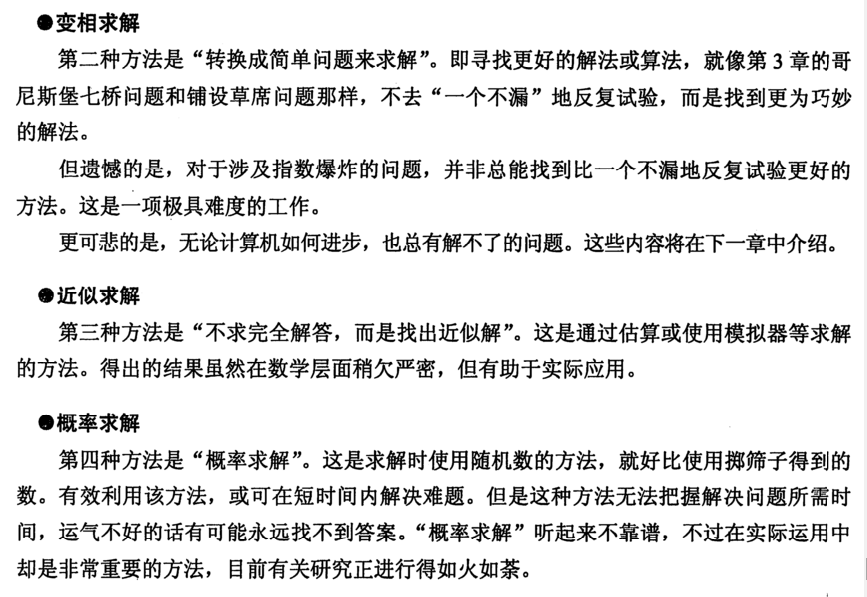 ●变相求解
第二种方法是“转换成简单问题来求解”。即寻找更好的解法或算法，就像第 3 章的哥
尼斯堡七桥问题和铺设草席问题那样，不去“一个不漏”地反复试验，而是找到更为巧妙
的解法。
但遗憾的是，对于涉及指数爆炸的问题，并非总能找到比一个不漏地反复试验更好的
方法。这是一项极具难度的工作。
更可悲的是，无论计算机如何进步，也总有解不了的问题。这些内容将在下一章中介绍。
●近似求解
第三种方法是“不求完全解答，而是找出近似解”。这是通过估算或使用模拟器等求解
的方法。得出的结果虽然在数学层面稍欠严密，但有助于实际应用。
●概率求解
第四种方法是“概率求解”。这是求解时使用随机数的方法，就好比使用掷筛子得到的
数。有效利用该方法，或可在短时间内解决难题。但是这种方法无法把握解决问题所需时
间，运气不好的话有可能永远找不到答案。“概率求解”听起来不靠谱，不过在实际运用中
却是非常重要的方法，目前有关研究正进行得如火如荼。